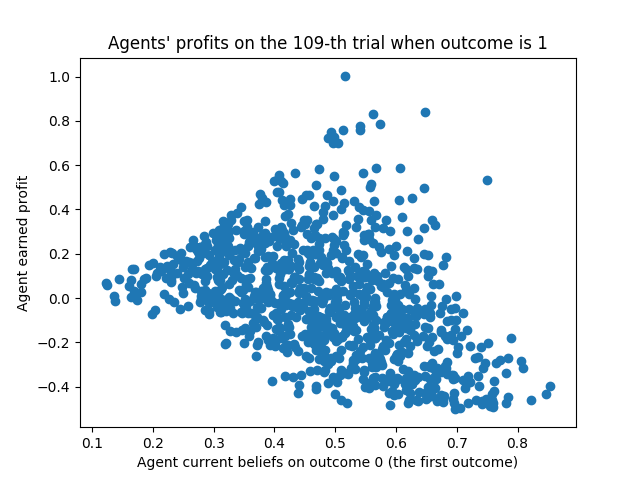 Agents' profits on the 109-th trial when outcome is 1
1.0
0.8
0.6
0.4
0.2
0.0
−0.2
−0.4
Agent earned profit
0.1 0.2 0.3 0.4 0.5 0.6 0.7 0.8
Agent current beliefs on outcome 0 (the first outcome)